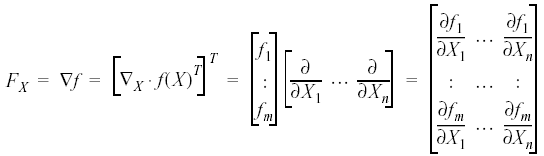 F_X = ∇f = [∇_X · f(X)^T]^T = [f_1 : f_m] [∂/∂X_1 ... ∂/∂X_n] = [∂f_1/∂X_1 ... ∂f_1/∂X_n : ... : ∂f_m/∂X_1 ... ∂f_m/∂X_n]